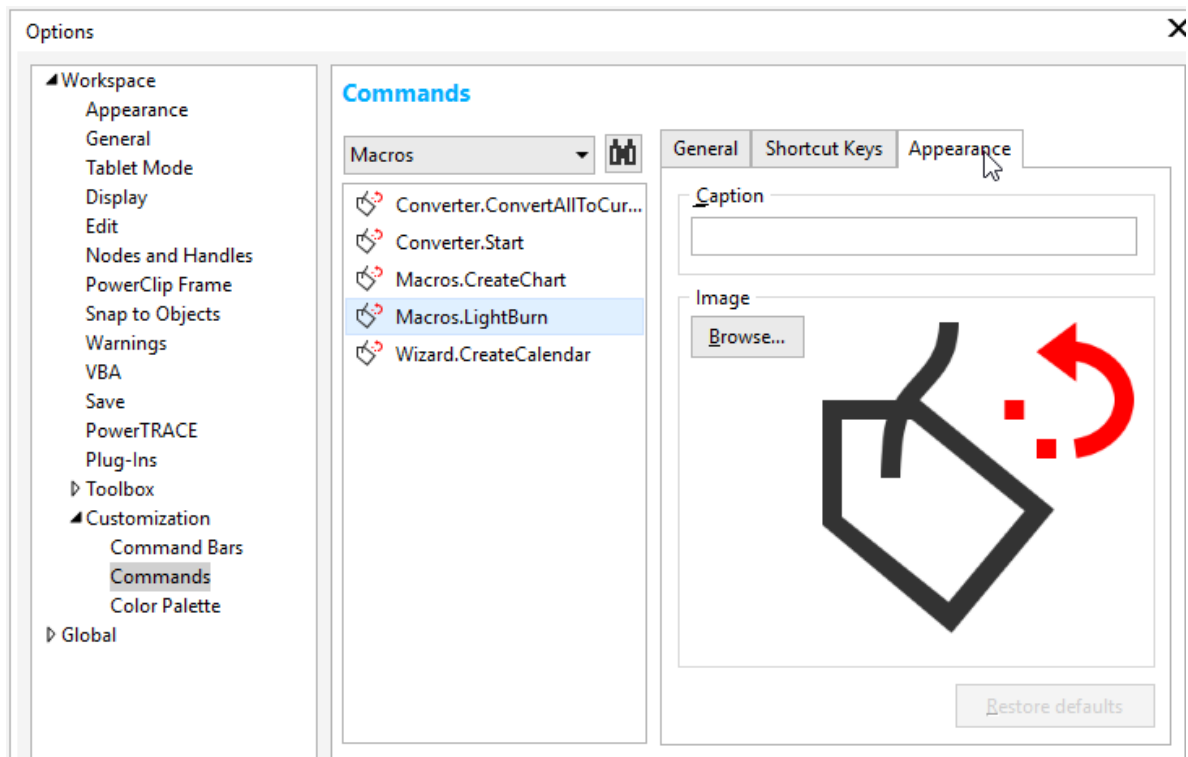 Options
Workspace
Appearance
General
Tablet Mode
Display
Edit
Nodes and Handles
PowerClip Frame
Snap to Objects
Warnings
VBA
Save
PowerTRACE
Plug-Ins
Toolbox
Customization
Command Bars
Commands
Color Palette
Global
Commands
Macros
Converter.ConvertAllToCur...
Converter.Start
Macros.CreateChart
Macros.LightBurn
Wizard.CreateCalendar
General
Shortcut Keys
Appearance
Caption
Image
Browse...
Restore defaults